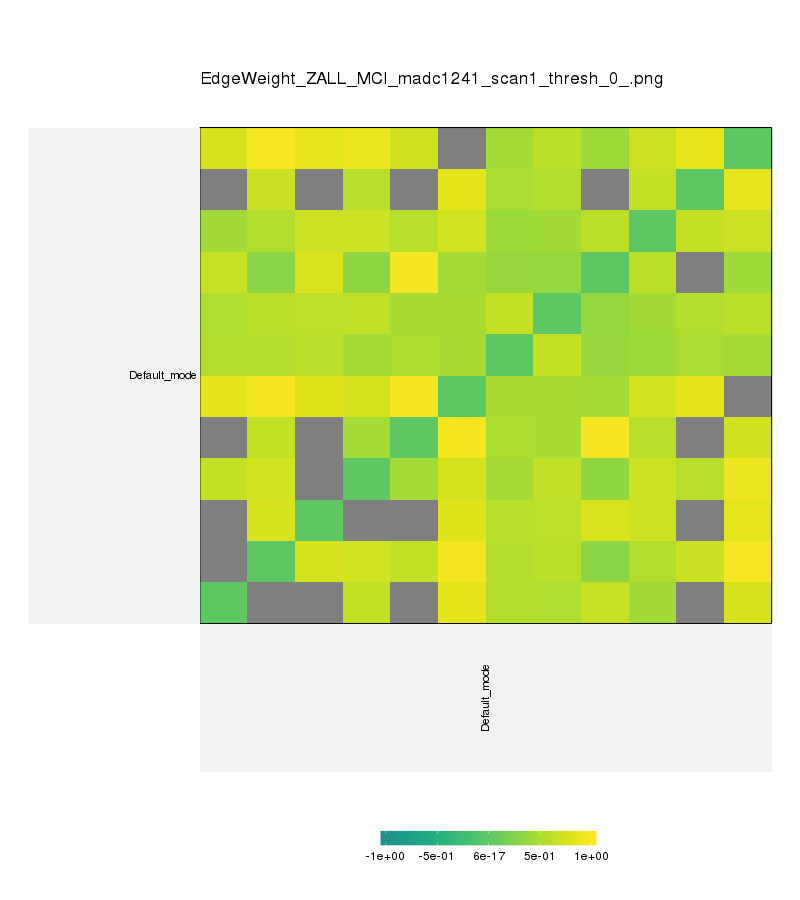 EdgeWeight_ZALL_MCI_madc1241_scan1_thresh_0_.png
Default_mode
Default_mode
-1e+00 -5e-01 6e-17 5e-01 1e+00